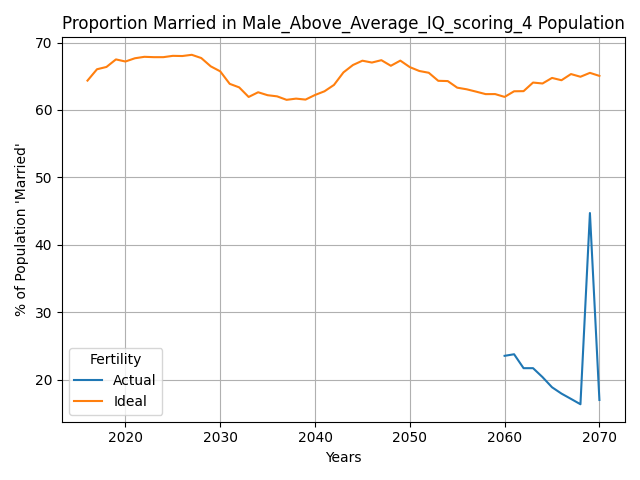 Proportion Married in Male_Above_Average_IQ_scoring_4 Population
% of Population 'Married'
70
60
50
40
30
20
Fertility
Actual
Ideal
2020 2030 2040 2050 2060 2070
Years